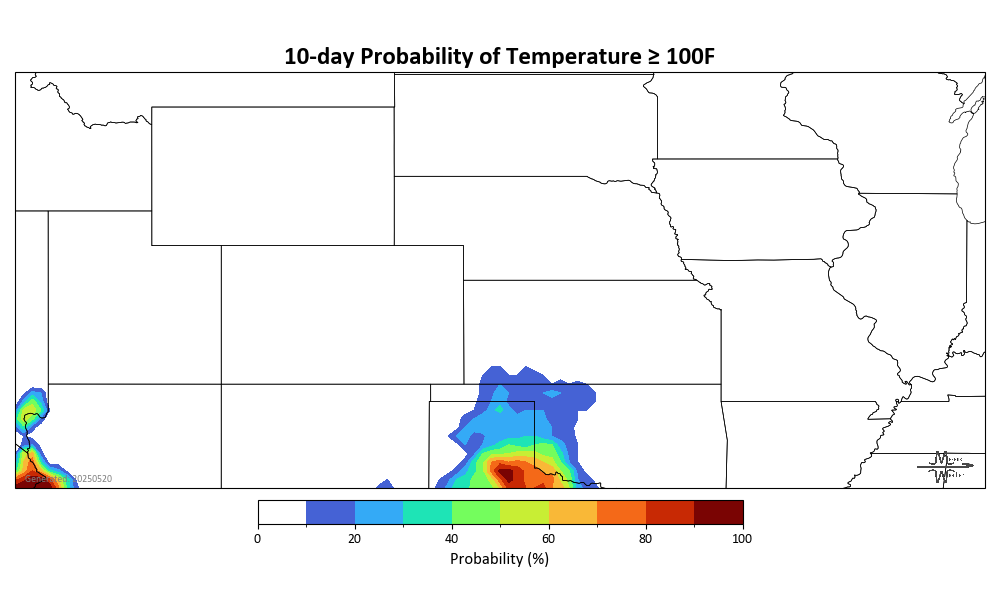 10-day Probability of Temperature ≥ 100F
Generated: 20250520
0 20 40 60 80 100
Probability (%)